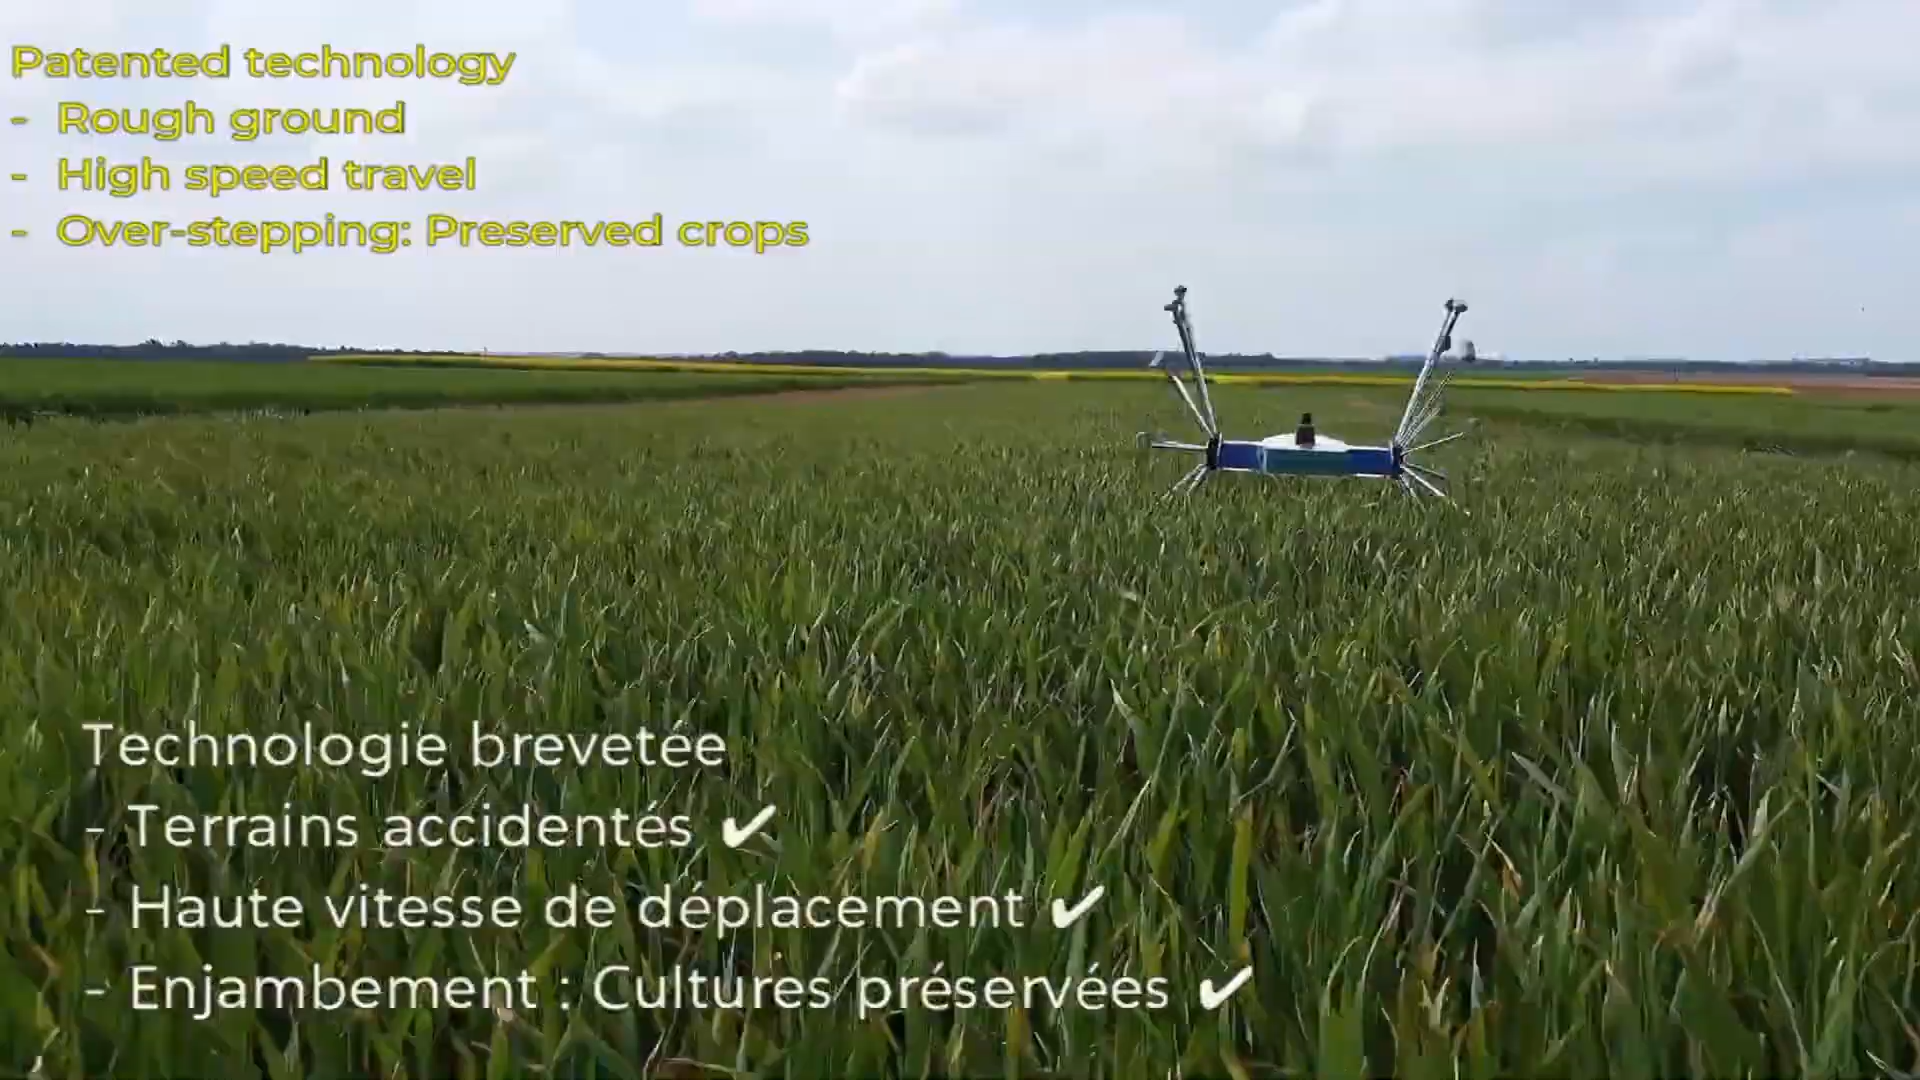 Patented technology
- Rough ground
- High speed travel
- Over-stepping: Preserved crops
Technologie brevetée
- Terrains accidentés ✔
- Haute vitesse de déplacement ✔
- Enjambement : Cultures préservées ✔